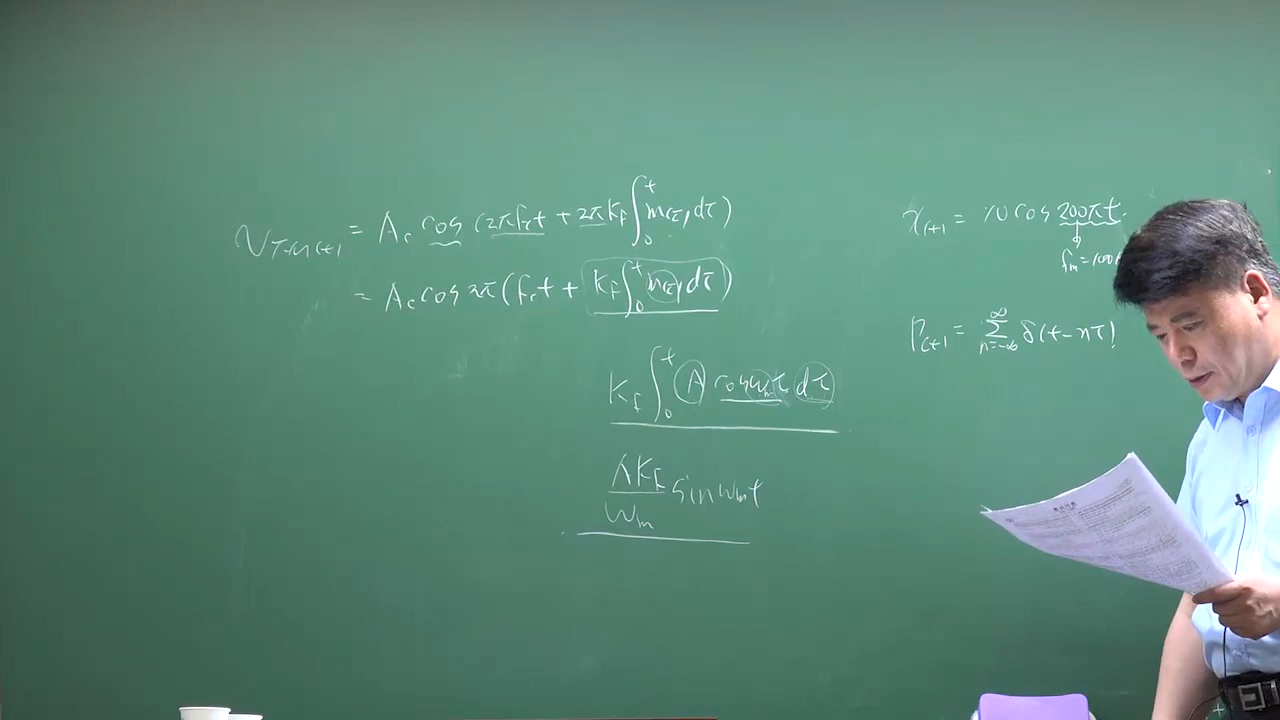 v_FM(t) = A_c cos (2πf_c t + 2πk_f ∫_0^t m(τ) dτ)
= A_c cos 2π (f_c t + k_f ∫_0^t m(τ) dτ)
k_f ∫_0^t A cos ω_m τ dτ
Ak_f / ω_m sin ω_m t
x(t) = 10 cos 200πt
f_m = 100
p(t) = Σ_{n=-∞}^{∞} δ(t - nT)